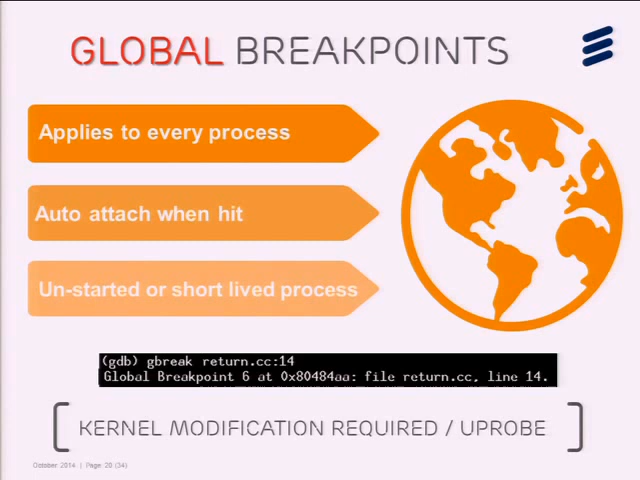 GLOBAL BREAKPOINTS
Applies to every process
Auto attach when hit
Un-started or short lived process
(gdb) gbreak return.cc:14
Global Breakpoint 6 at 0x80484aa: file return.cc, line 14.
[KERNEL MODIFICATION REQUIRED / UPROBE]
October 2014 | Page 20 (34)